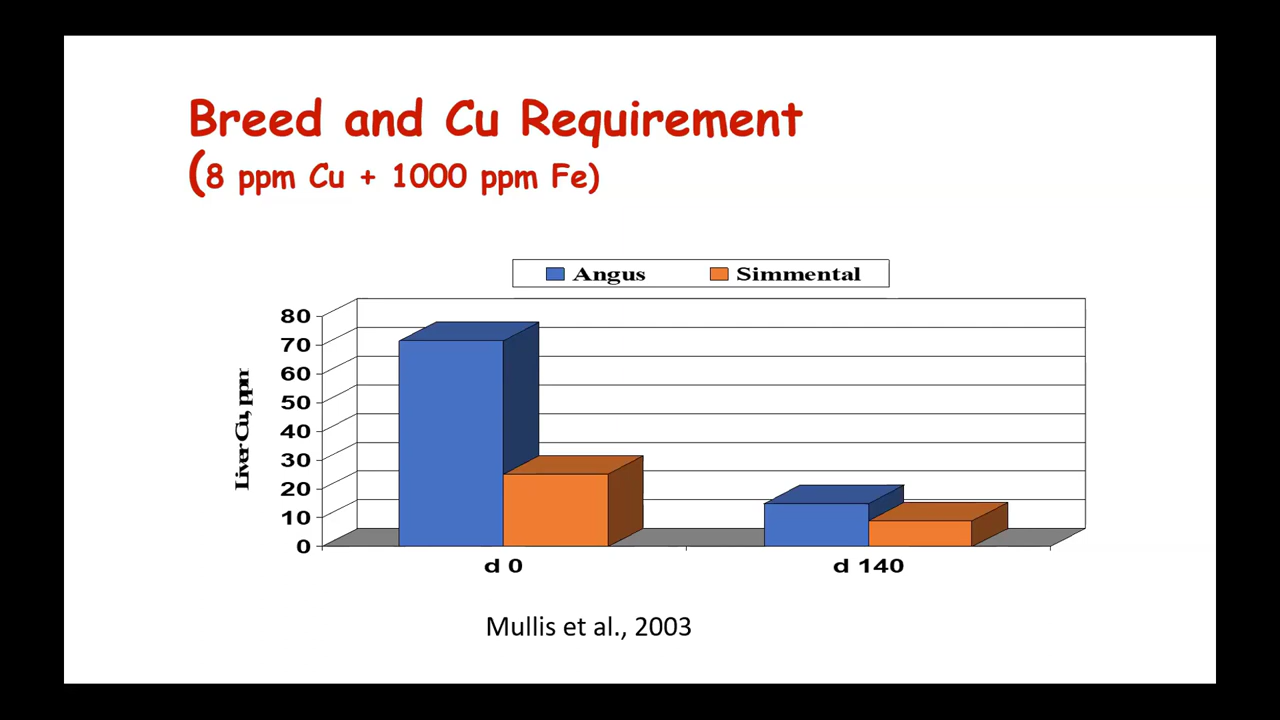 Breed and Cu Requirement
(8 ppm Cu + 1000 ppm Fe)
Angus Simmental
80
70
60
50
40
30
20
10
0
Liver Cu, ppm
d 0 d 140
Mullis et al., 2003